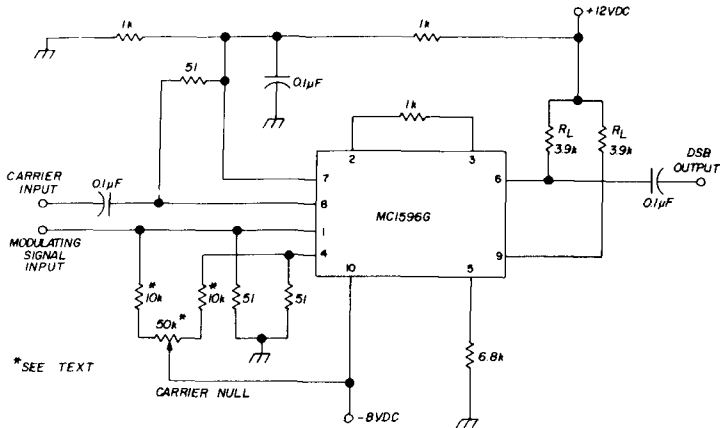 +12VDC
1k
1k
51
0.1µF
1k
R_L
3.9k
R_L
3.9k
DSB
OUTPUT
2
3
CARRIER
INPUT
0.1µF
7
6
8
MC1596G
0.1µF
MODULATING
SIGNAL
INPUT
1
4
10
5
9
*
10k
*
10k
51
51
50k*
6.8k
*SEE TEXT
CARRIER NULL
-8VDC